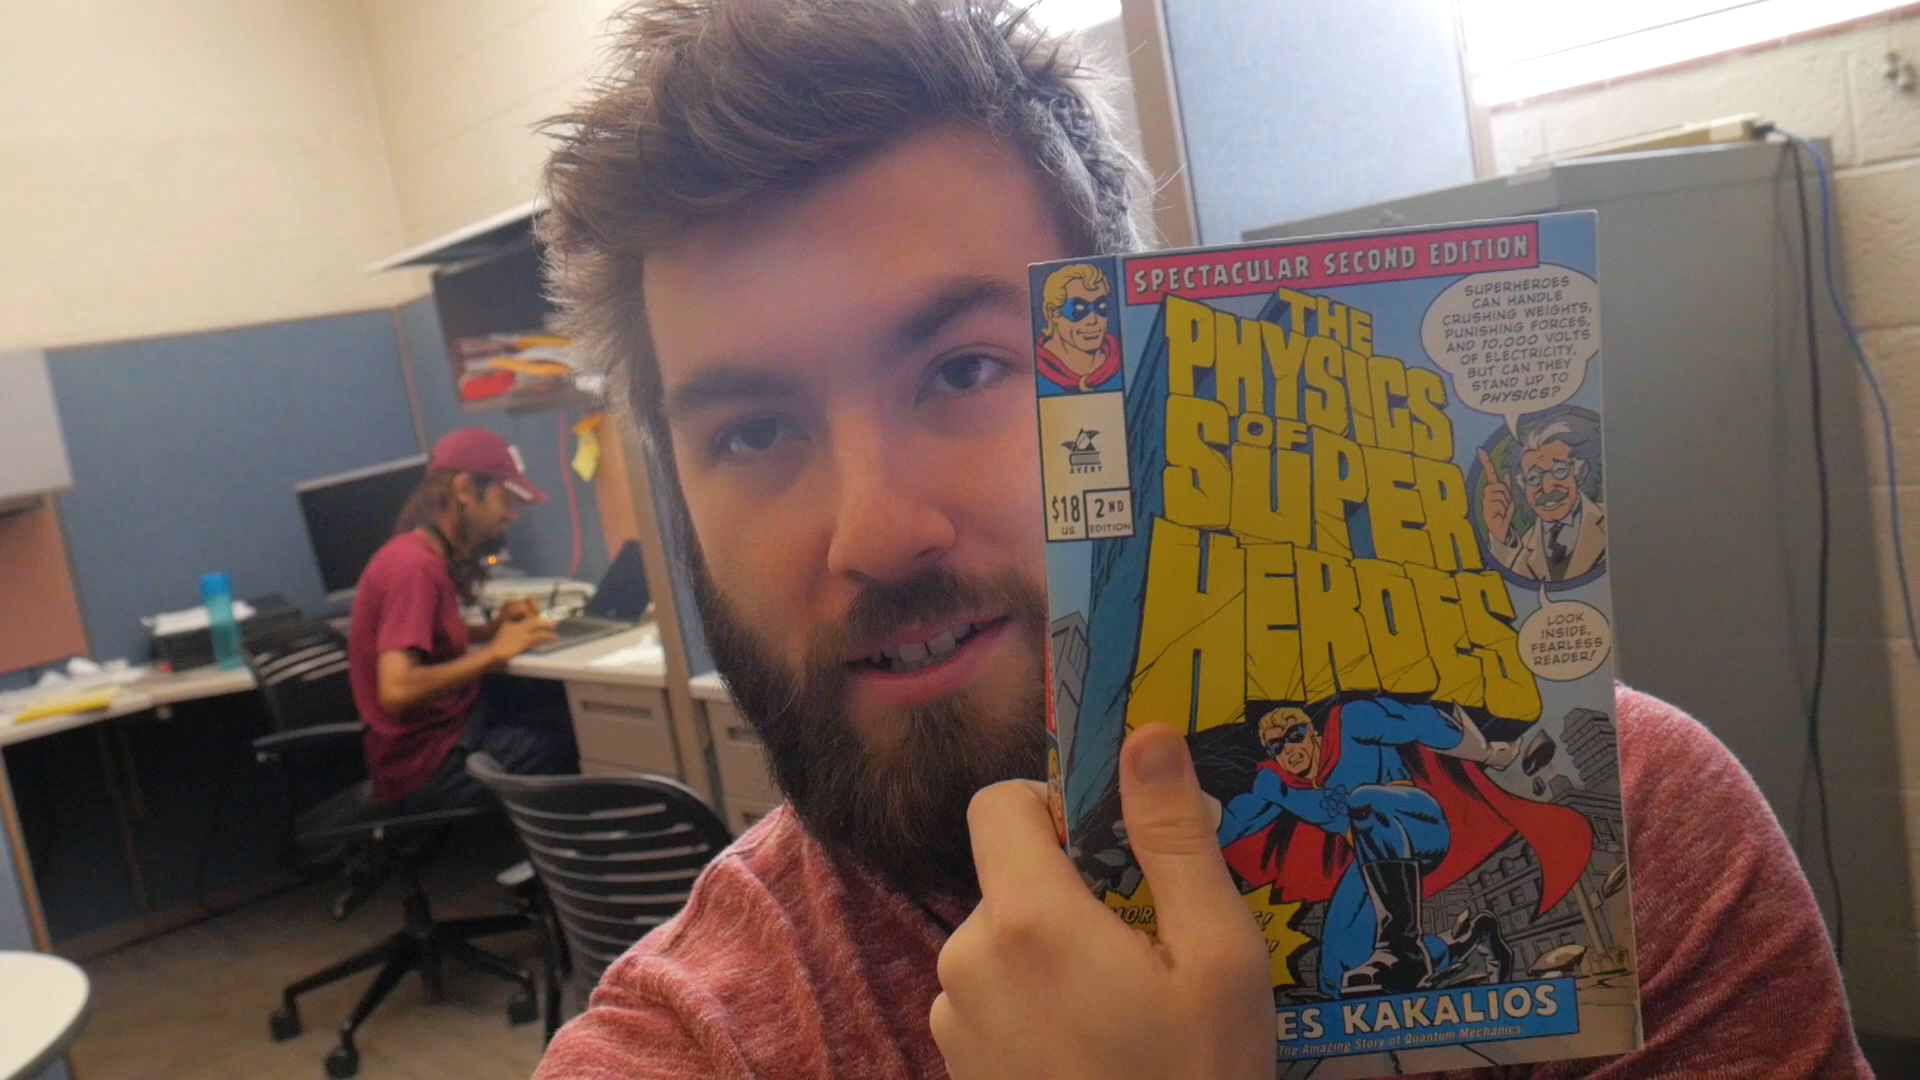 SPECTACULAR SECOND EDITION
THE
PHYSICS
OF
SUPER
HEROES
SUPERHEROES
CAN HANDLE
CRUSHING WEIGHTS,
PUNISHING FORCES,
AND 10,000 VOLTS
OF ELECTRICITY,
BUT CAN THEY
STAND UP TO
PHYSICS?
AVERY
$18
US
2ND
EDITION
LOOK
INSIDE,
FEARLESS
READER!
ES KAKALIOS
The Amazing Story of Quantum Mechanics